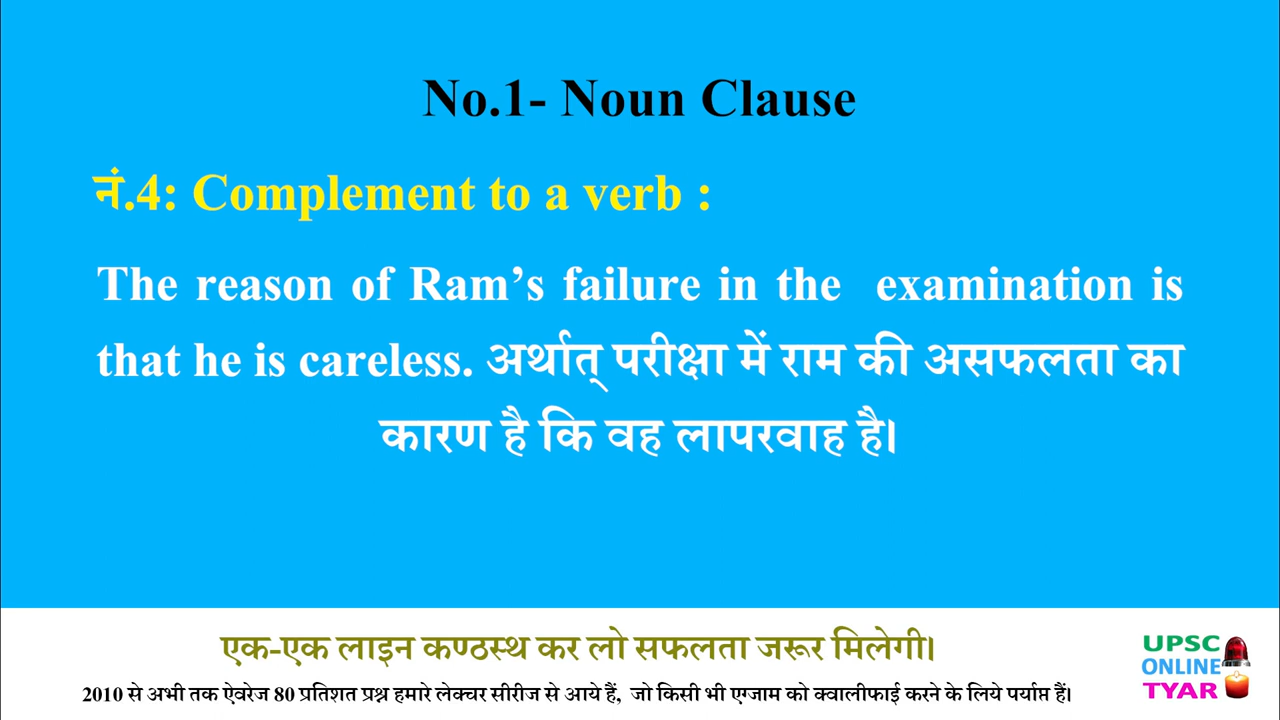 No.1- Noun Clause
नं.4: Complement to a verb :
The reason of Ram’s failure in the examination is
that he is careless. अर्थात् परीक्षा में राम की असफलता का
कारण है कि वह लापरवाह है।
एक-एक लाइन कण्ठस्थ कर लो सफलता जरूर मिलेगी।
2010 से अभी तक ऐवरेज 80 प्रतिशत प्रश्न हमारे लेक्चर सीरीज से आये हैं, जो किसी भी एग्जाम को क्वालीफाई करने के लिये पर्याप्त हैं।
UPSC
ONLINE
TYAR